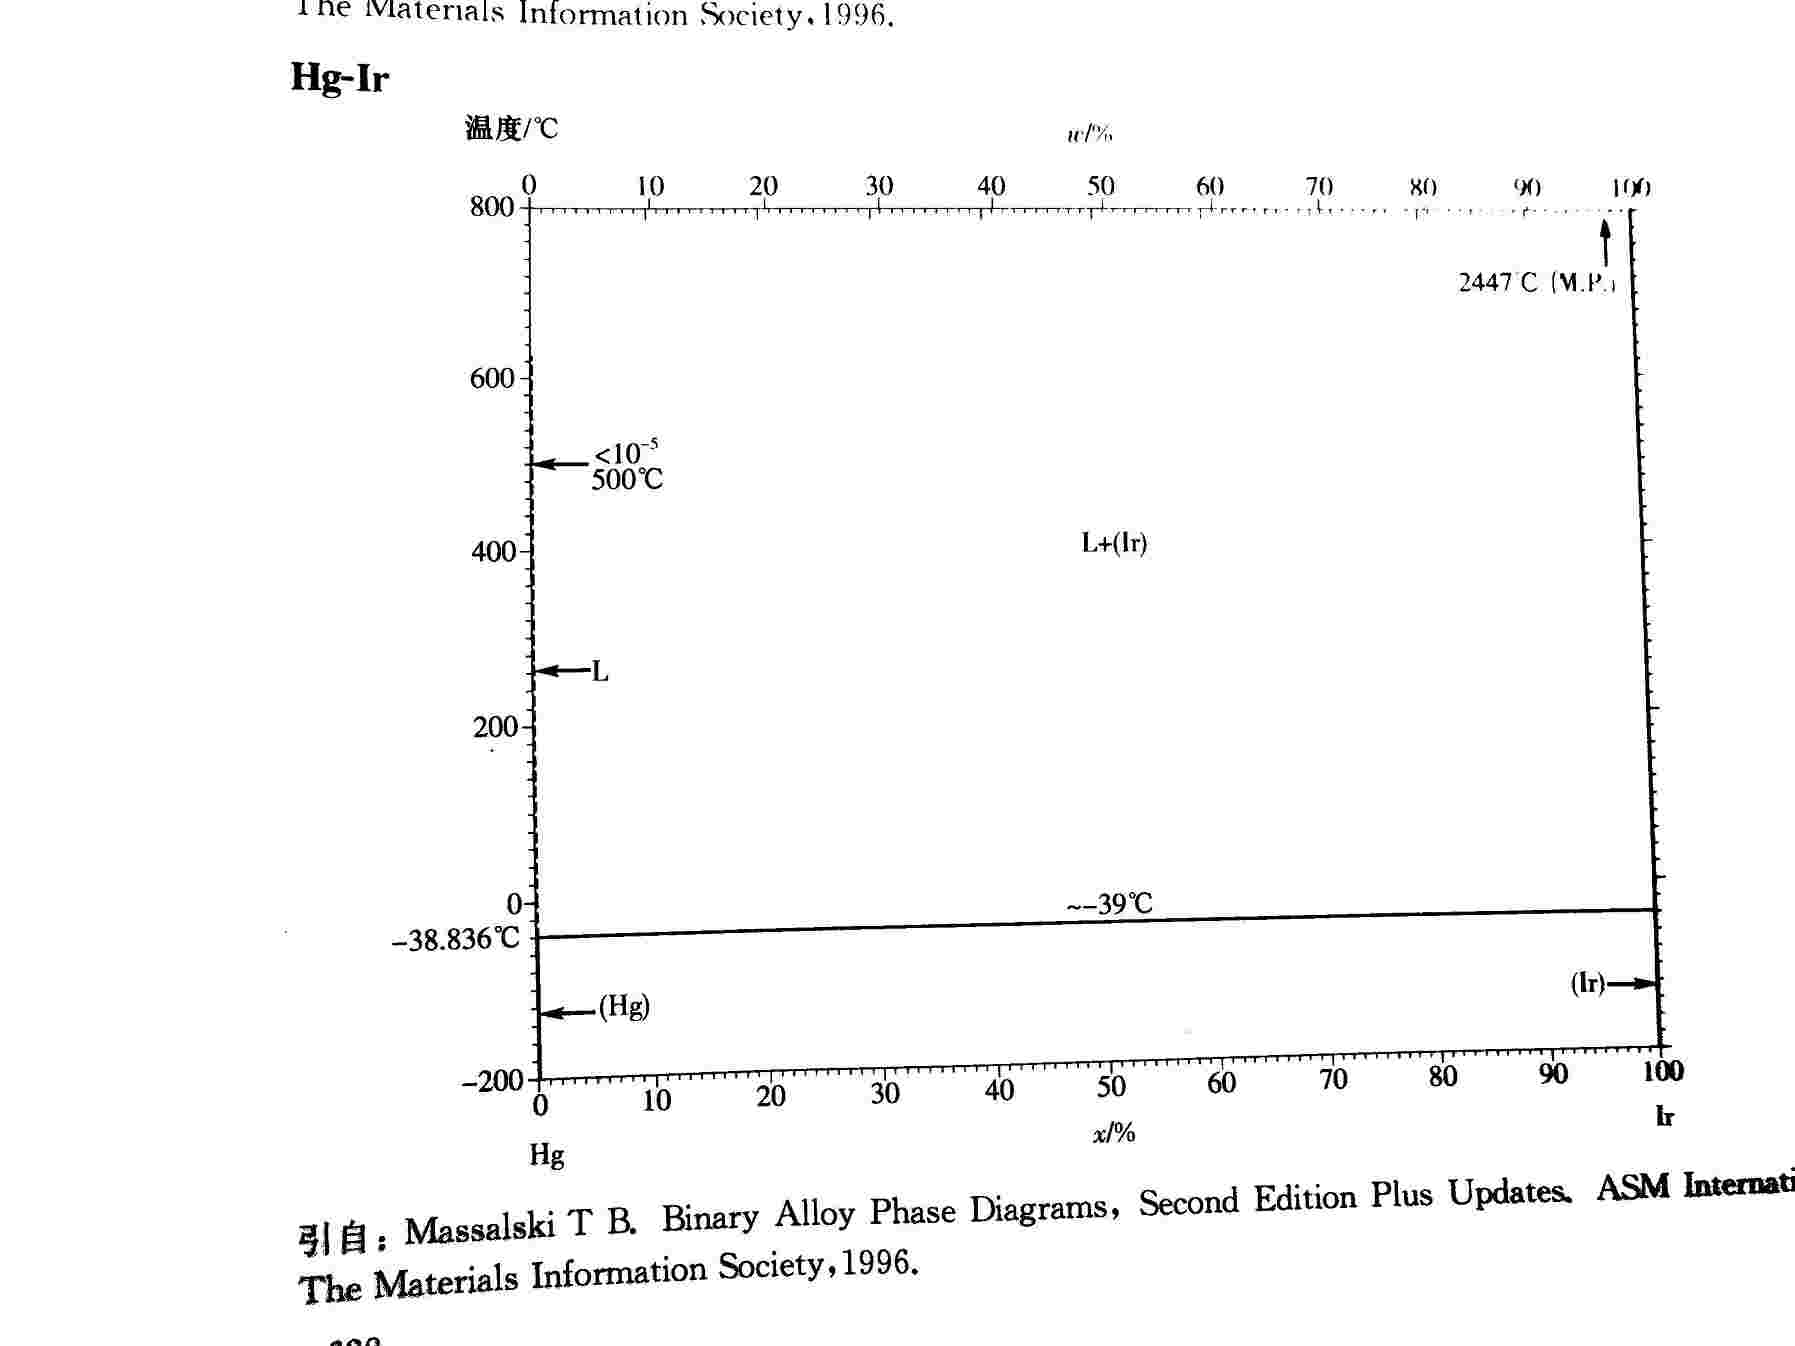 The Materials Information Society,1996.
Hg-Ir
温度/℃
w/%
0 10 20 30 40 50 60 70 80 90 100
800
2447℃ (M.P.)
600
<10⁻⁵
500℃
400
L+(Ir)
L
200
0
~-39℃
-38.836℃
(Ir)
(Hg)
-200
0 10 20 30 40 50 60 70 80 90 100
Hg
x/%
Ir
引自：Massalski T B. Binary Alloy Phase Diagrams, Second Edition Plus Updates. ASM
The Materials Information Society,1996.